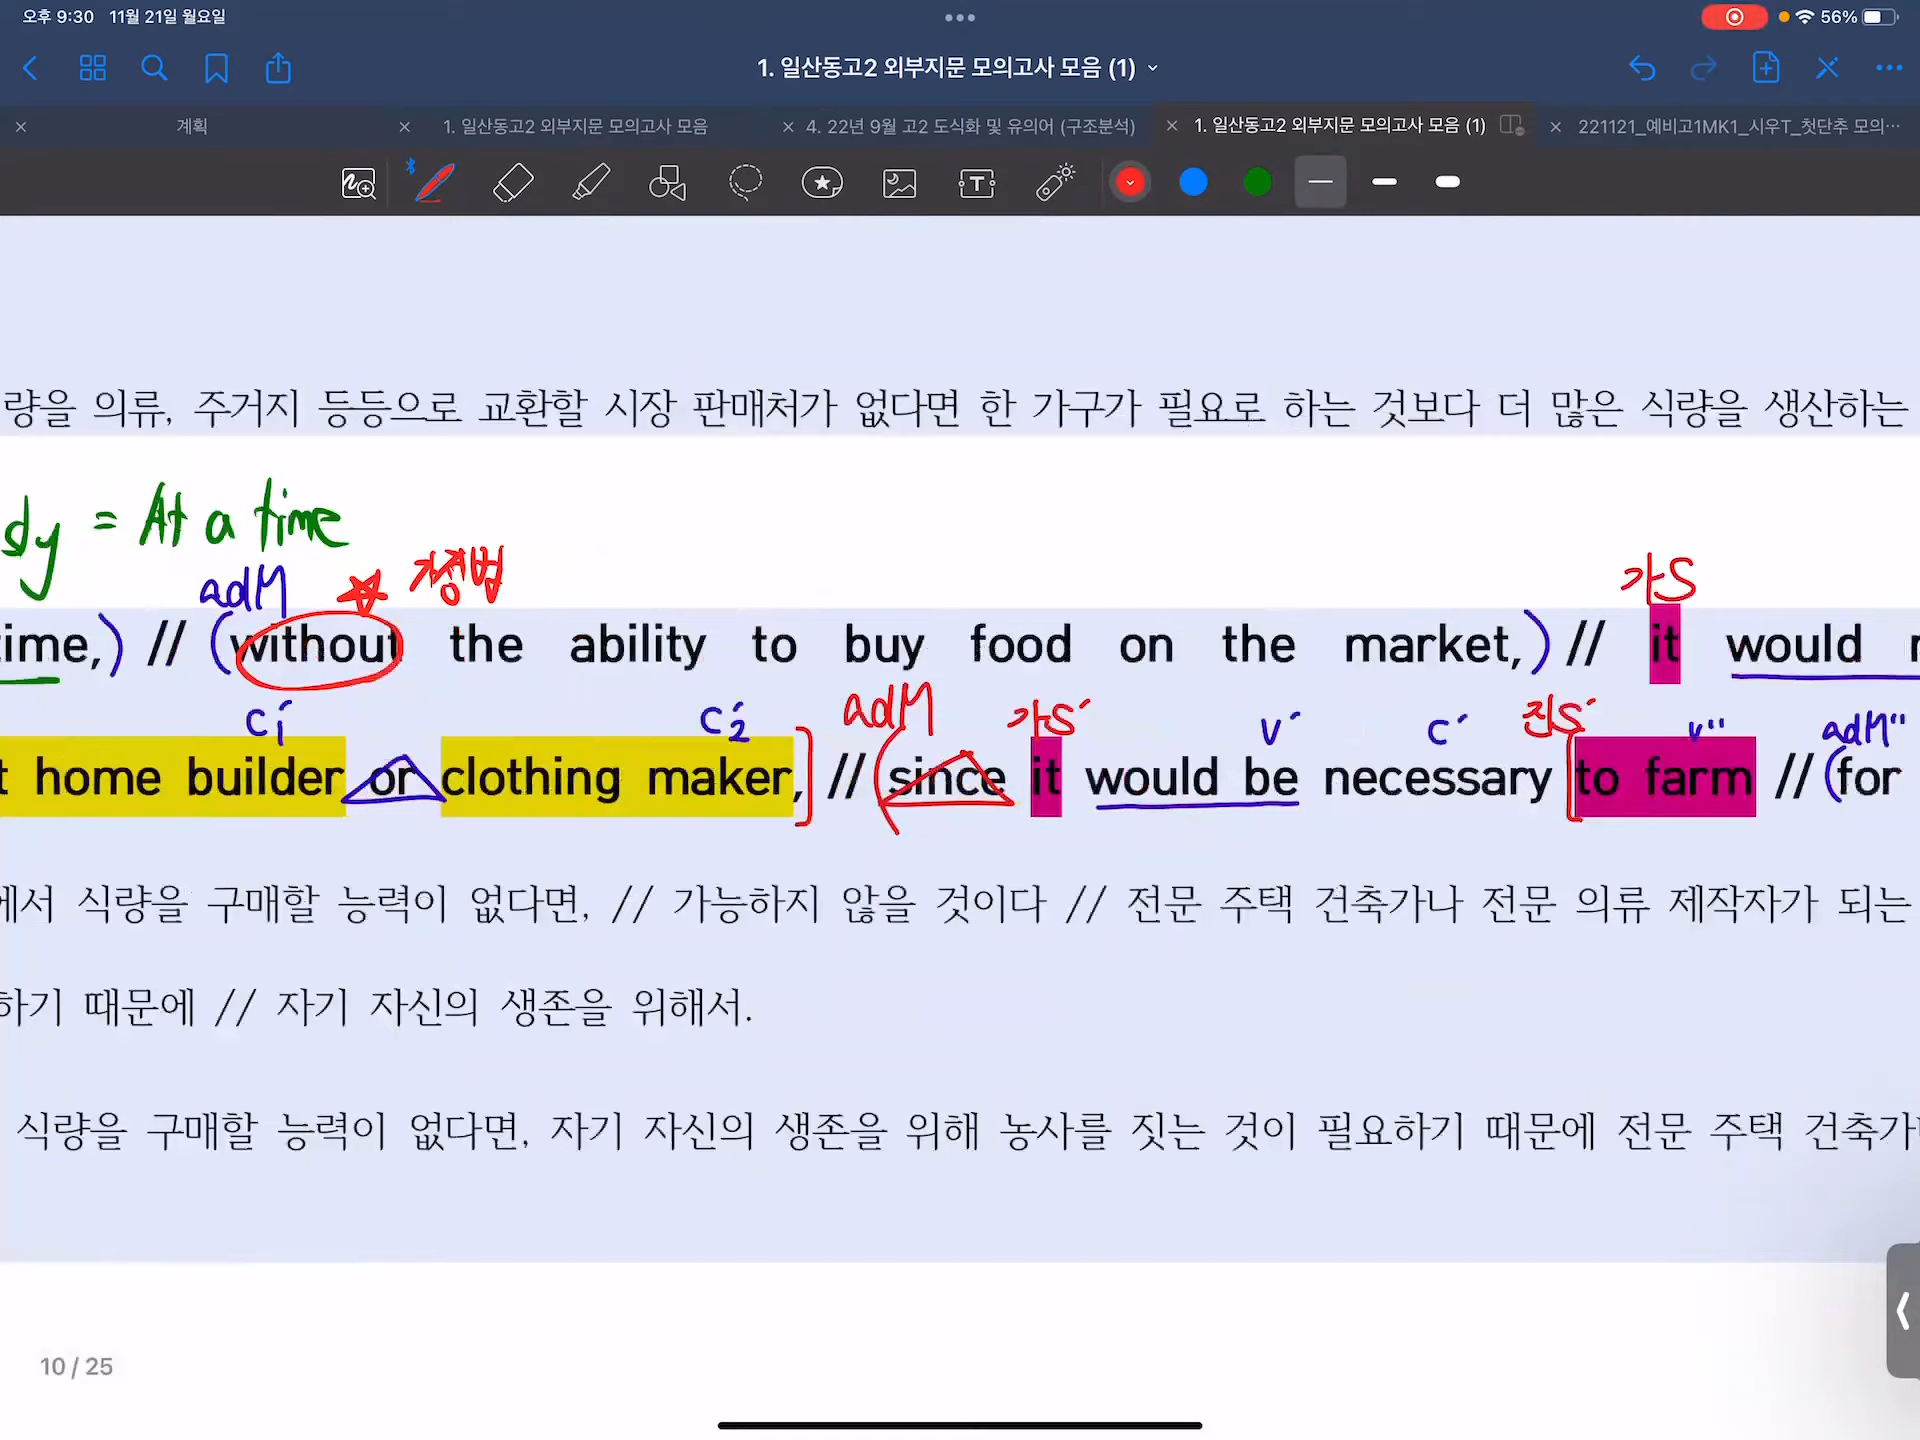 오후 9:30 11월 21일 월요일
56%
1. 일산동고2 외부지문 모의고사 모음 (1)
계획
1. 일산동고2 외부지문 모의고사 모음
4. 22년 9월 고2 도식화 및 유의어 (구조분석)
1. 일산동고2 외부지문 모의고사 모음 (1)
221121_예비고1MK1_시우T_첫단추 모의…
량을 의류, 주거지 등등으로 교환할 시장 판매처가 없다면 한 가구가 필요로 하는 것보다 더 많은 식량을 생산하는
dy = At a time
adM 가정법 가S
time,) // (without the ability to buy food on the market,) // it would
C1' C2' adM 가S' V' C' 진S' v'' adM''
home builder or clothing maker,] // (since it would be necessary [to farm // (for
에서 식량을 구매할 능력이 없다면, // 가능하지 않을 것이다 // 전문 주택 건축가나 전문 의류 제작자가 되는
하기 때문에 // 자기 자신의 생존을 위해서.
식량을 구매할 능력이 없다면, 자기 자신의 생존을 위해 농사를 짓는 것이 필요하기 때문에 전문 주택 건축가
10 / 25